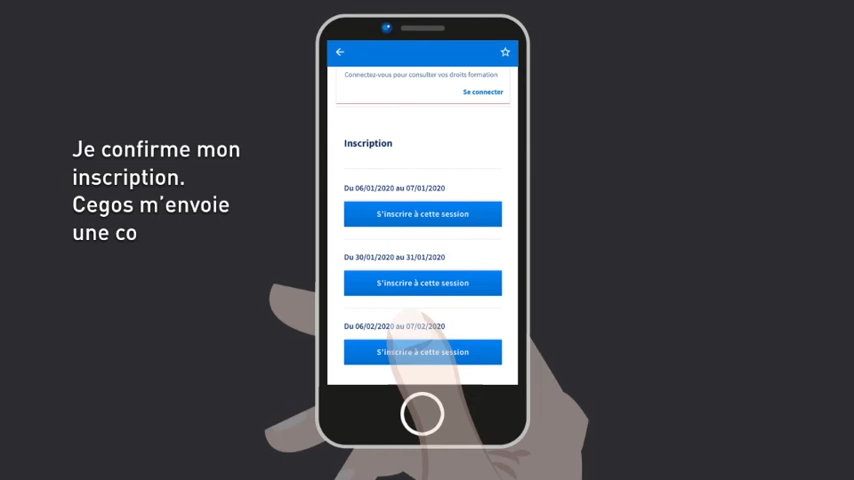 Je confirme mon
inscription.
Cegos m'envoie
une co
Connectez-vous pour consulter vos droits formation
Se connecter
Inscription
Du 06/01/2020 au 07/01/2020
S'inscrire à cette session
Du 30/01/2020 au 31/01/2020
S'inscrire à cette session
Du 06/02/2020 au 07/02/2020
S'inscrire à cette session